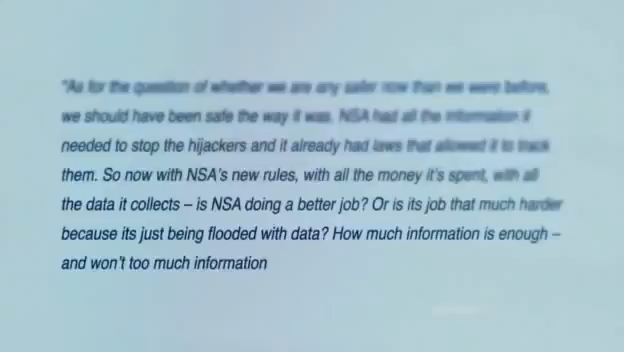 "As for the question of whether we are any safer now than we were before,
we should have been safe the way it was. NSA had all the information it
needed to stop the hijackers and it already had laws that allowed it to track
them. So now with NSA's new rules, with all the money it's spent, with all
the data it collects – is NSA doing a better job? Or is its job that much harder
because its just being flooded with data? How much information is enough –
and won't too much information